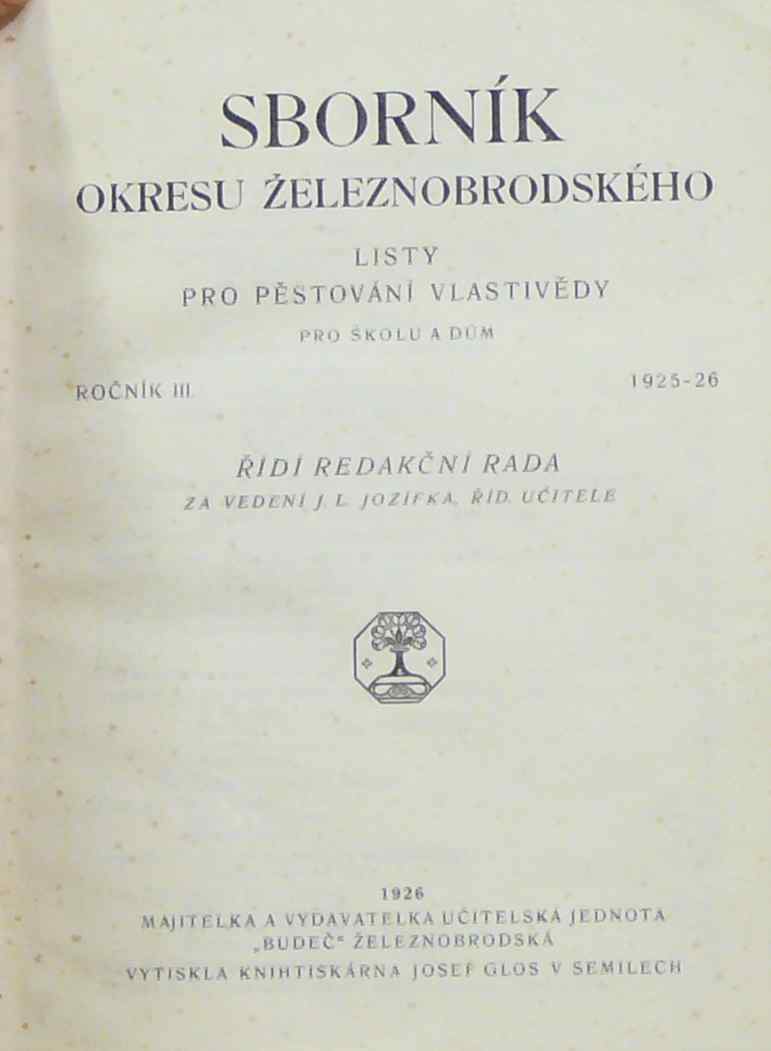 SBORNÍK
OKRESU ŽELEZNOBRODSKÉHO
LISTY
PRO PĚSTOVÁNÍ VLASTIVĚDY
PRO ŠKOLU A DŮM
ROČNÍK III. 1925-26
ŘÍDÍ REDAKČNÍ RADA
ZA VEDENÍ J. L. JOZÍFKA, ŘÍD. UČITELE
1926
MAJITELKA A VYDAVATELKA UČITELSKÁ JEDNOTA
„BUDEČ“ ŽELEZNOBRODSKÁ
VYTISKLA KNIHTISKÁRNA JOSEF GLOS V SEMILECH